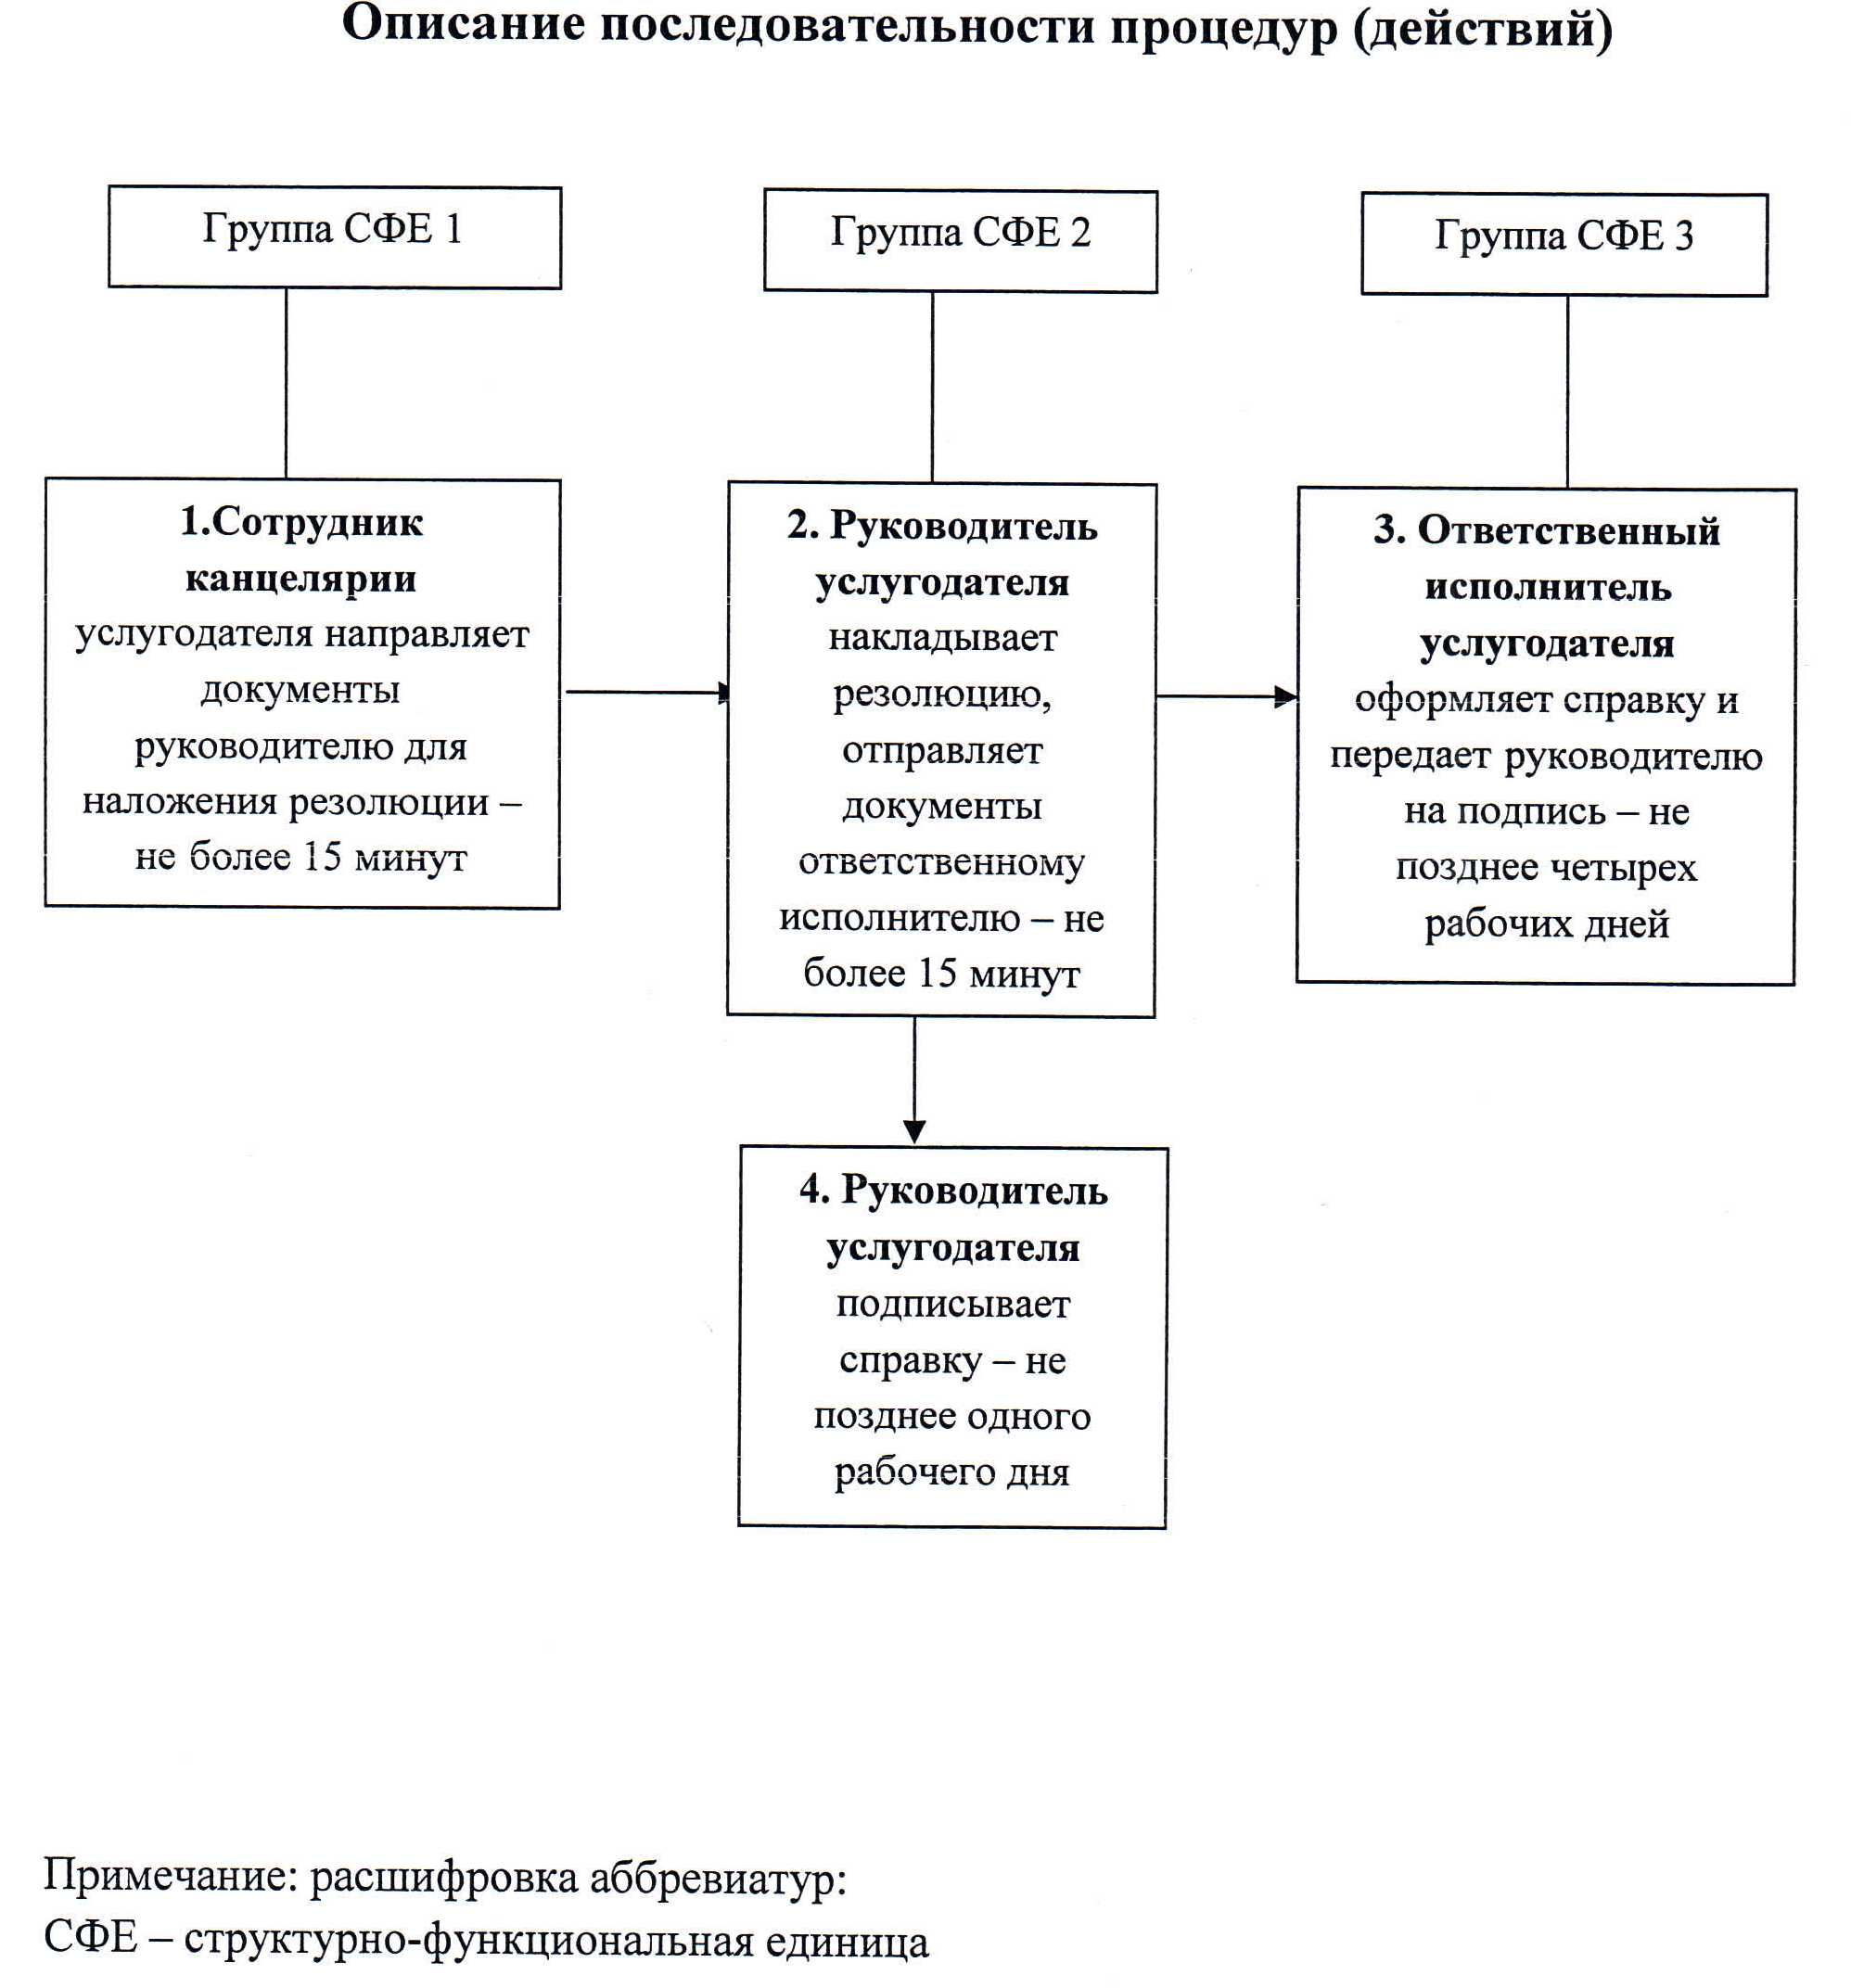 Описание последовательности процедур (действий)
Группа СФЕ 1
Группа СФЕ 2
Группа СФЕ 3
1.Сотрудник
канцелярии
услугодателя направляет
документы
руководителю для
наложения резолюции –
не более 15 минут
2. Руководитель
услугодателя
накладывает
резолюцию,
отправляет
документы
ответственному
исполнителю – не
более 15 минут
3. Ответственный
исполнитель
услугодателя
оформляет справку и
передает руководителю
на подпись – не
позднее четырех
рабочих дней
4. Руководитель
услугодателя
подписывает
справку – не
позднее одного
рабочего дня
Примечание: расшифровка аббревиатур:
СФЕ – структурно-функциональная единица